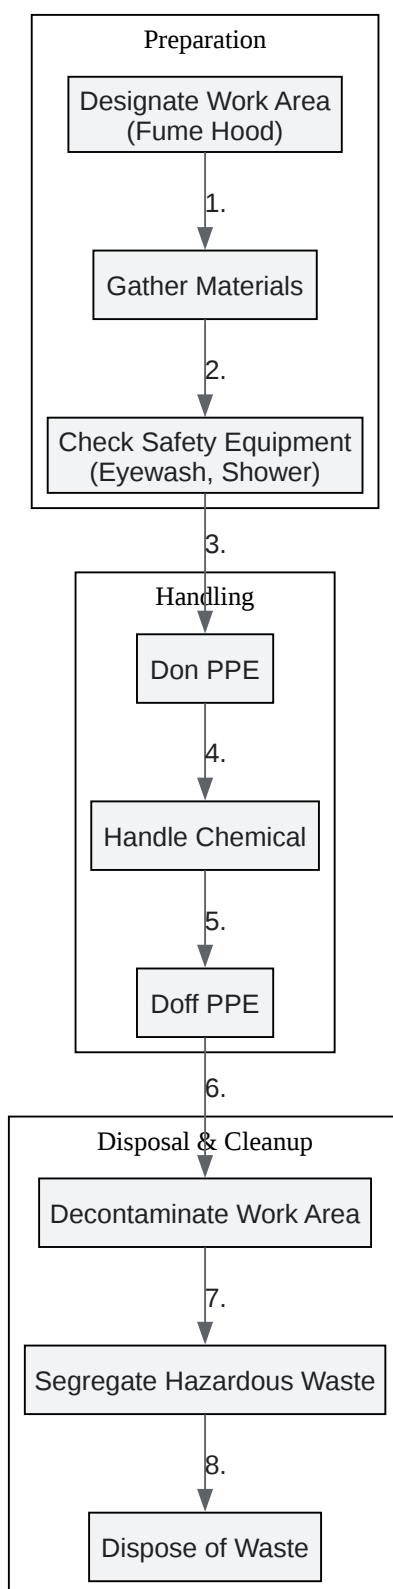 Preparation
Designate Work Area
(Fume Hood)
1.
Gather Materials
2.
Check Safety Equipment
(Eyewash, Shower)
3.
Handling
Don PPE
4.
Handle Chemical
5.
Doff PPE
6.
Disposal & Cleanup
Decontaminate Work Area
7.
Segregate Hazardous Waste
8.
Dispose of Waste